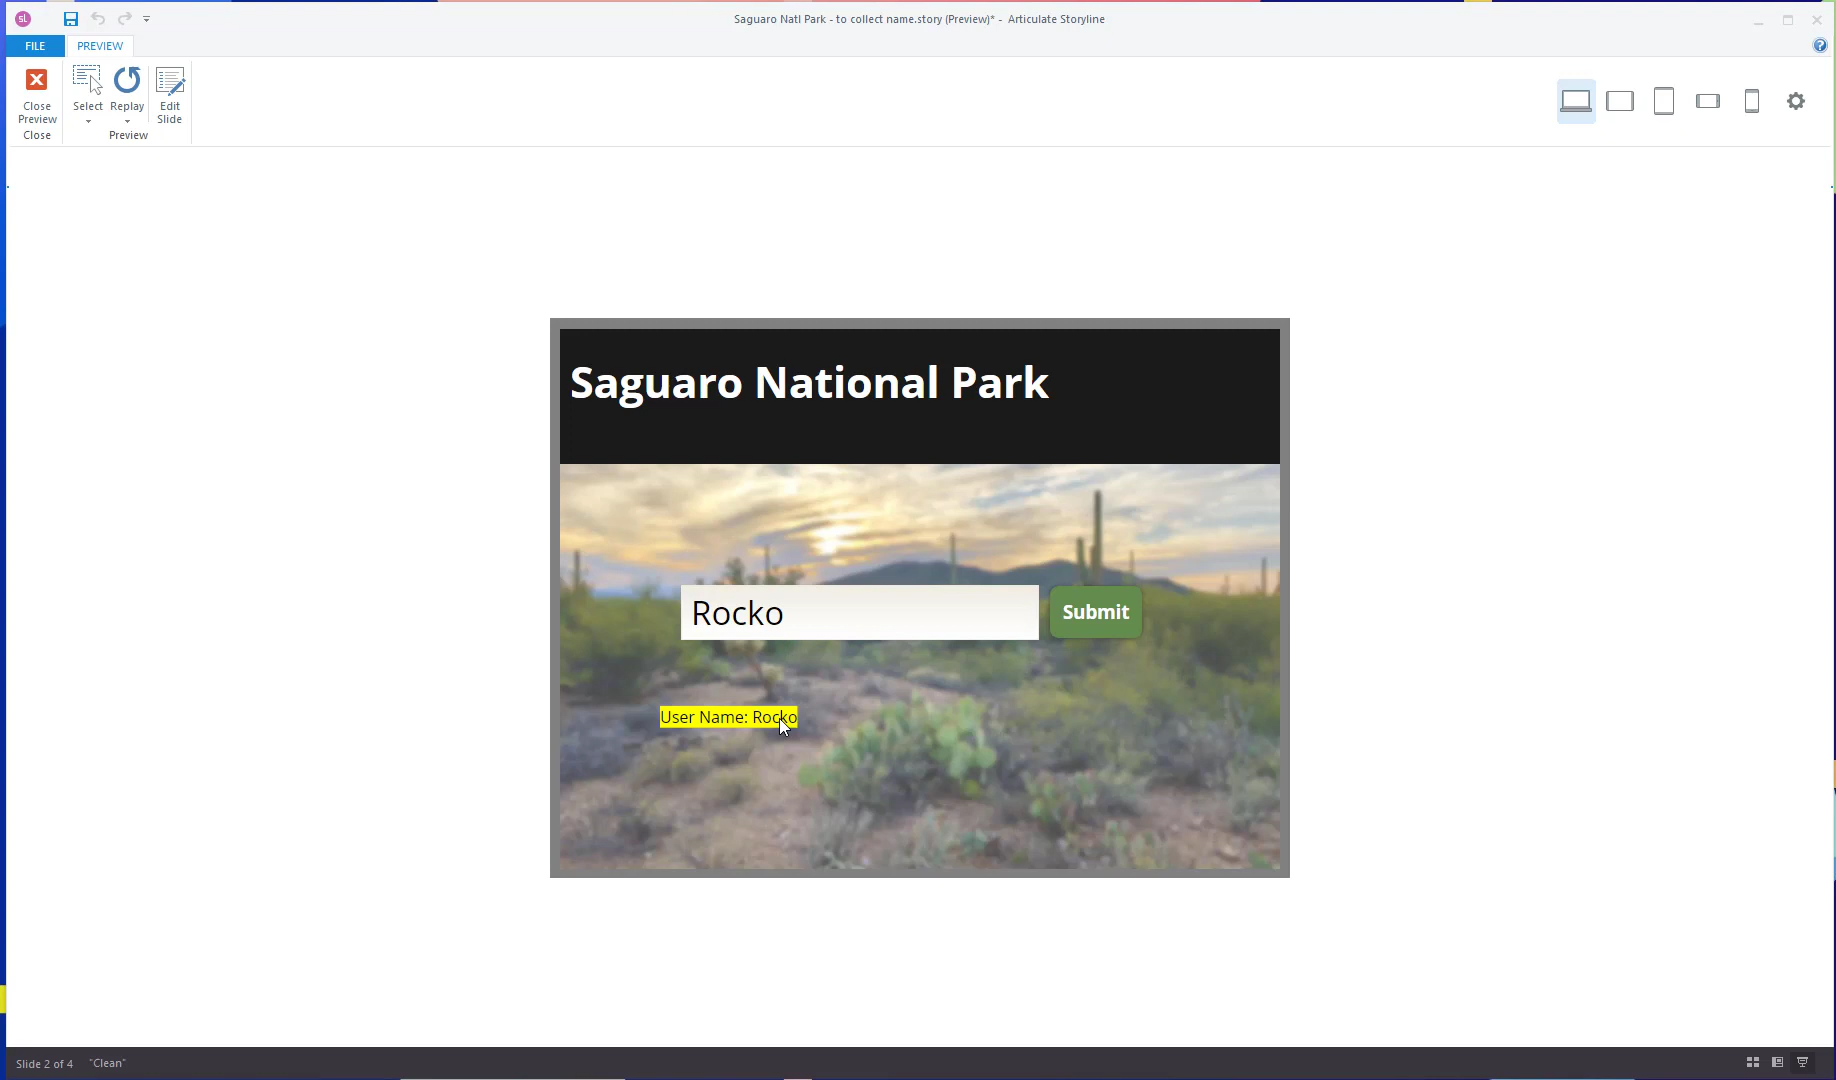 sL
Saguaro Natl Park - to collect name.story (Preview)* - Articulate Storyline
FILE
PREVIEW
?
Close
Preview
Select
Replay
Edit
Slide
Close
Preview
Saguaro National Park
Rocko
Submit
User Name: Rocko
Slide 2 of 4
"Clean"